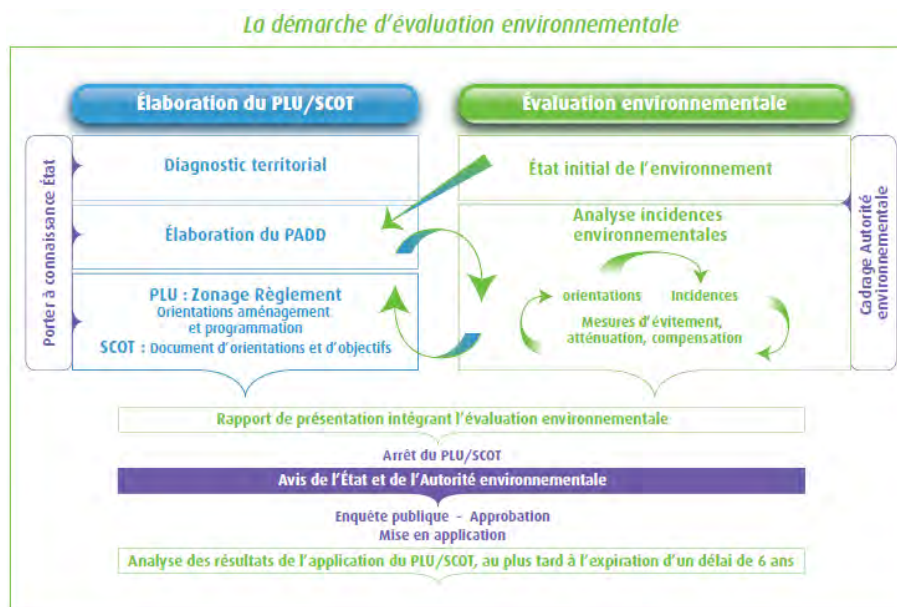 La démarche d'évaluation environnementale
Élaboration du PLU/SCOT
Évaluation environnementale
Porter à connaissance État
Diagnostic territorial
État initial de l'environnement
Élaboration du PADD
Analyse incidences
environnementales
PLU : Zonage Règlement
Orientations aménagement
et programmation
SCOT : Document d'orientations et d'objectifs
orientations
Incidences
Mesures d'évitement,
atténuation, compensation
Cadrage Autorité
environnementale
Rapport de présentation intégrant l'évaluation environnementale
Arrêt du PLU/SCOT
Avis de l'État et de l'Autorité environnementale
Enquête publique - Approbation
Mise en application
Analyse des résultats de l'application du PLU/SCOT, au plus tard à l'expiration d'un délai de 6 ans